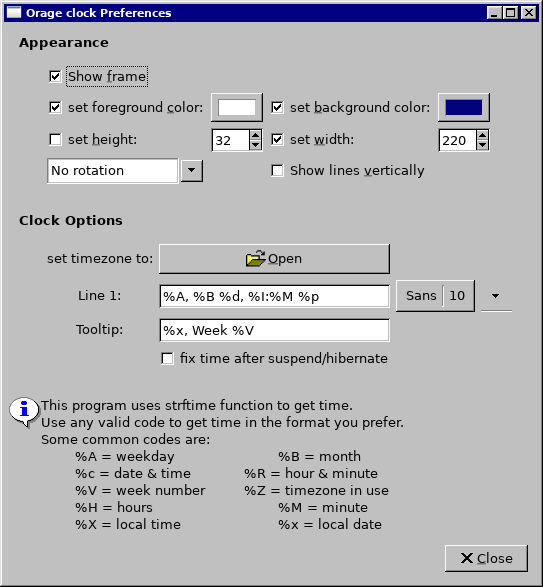 Orage clock Preferences
Appearance
Show frame
set foreground color: set background color:
set height: 32 set width: 220
No rotation Show lines vertically
Clock Options
set timezone to: Open
Line 1: %A, %B %d, %I:%M %p Sans 10
Tooltip: %x, Week %V
fix time after suspend/hibernate
This program uses strftime function to get time.
Use any valid code to get time in the format you prefer.
Some common codes are:
%A = weekday %B = month
%c = date & time %R = hour & minute
%V = week number %Z = timezone in use
%H = hours %M = minute
%X = local time %x = local date
Close